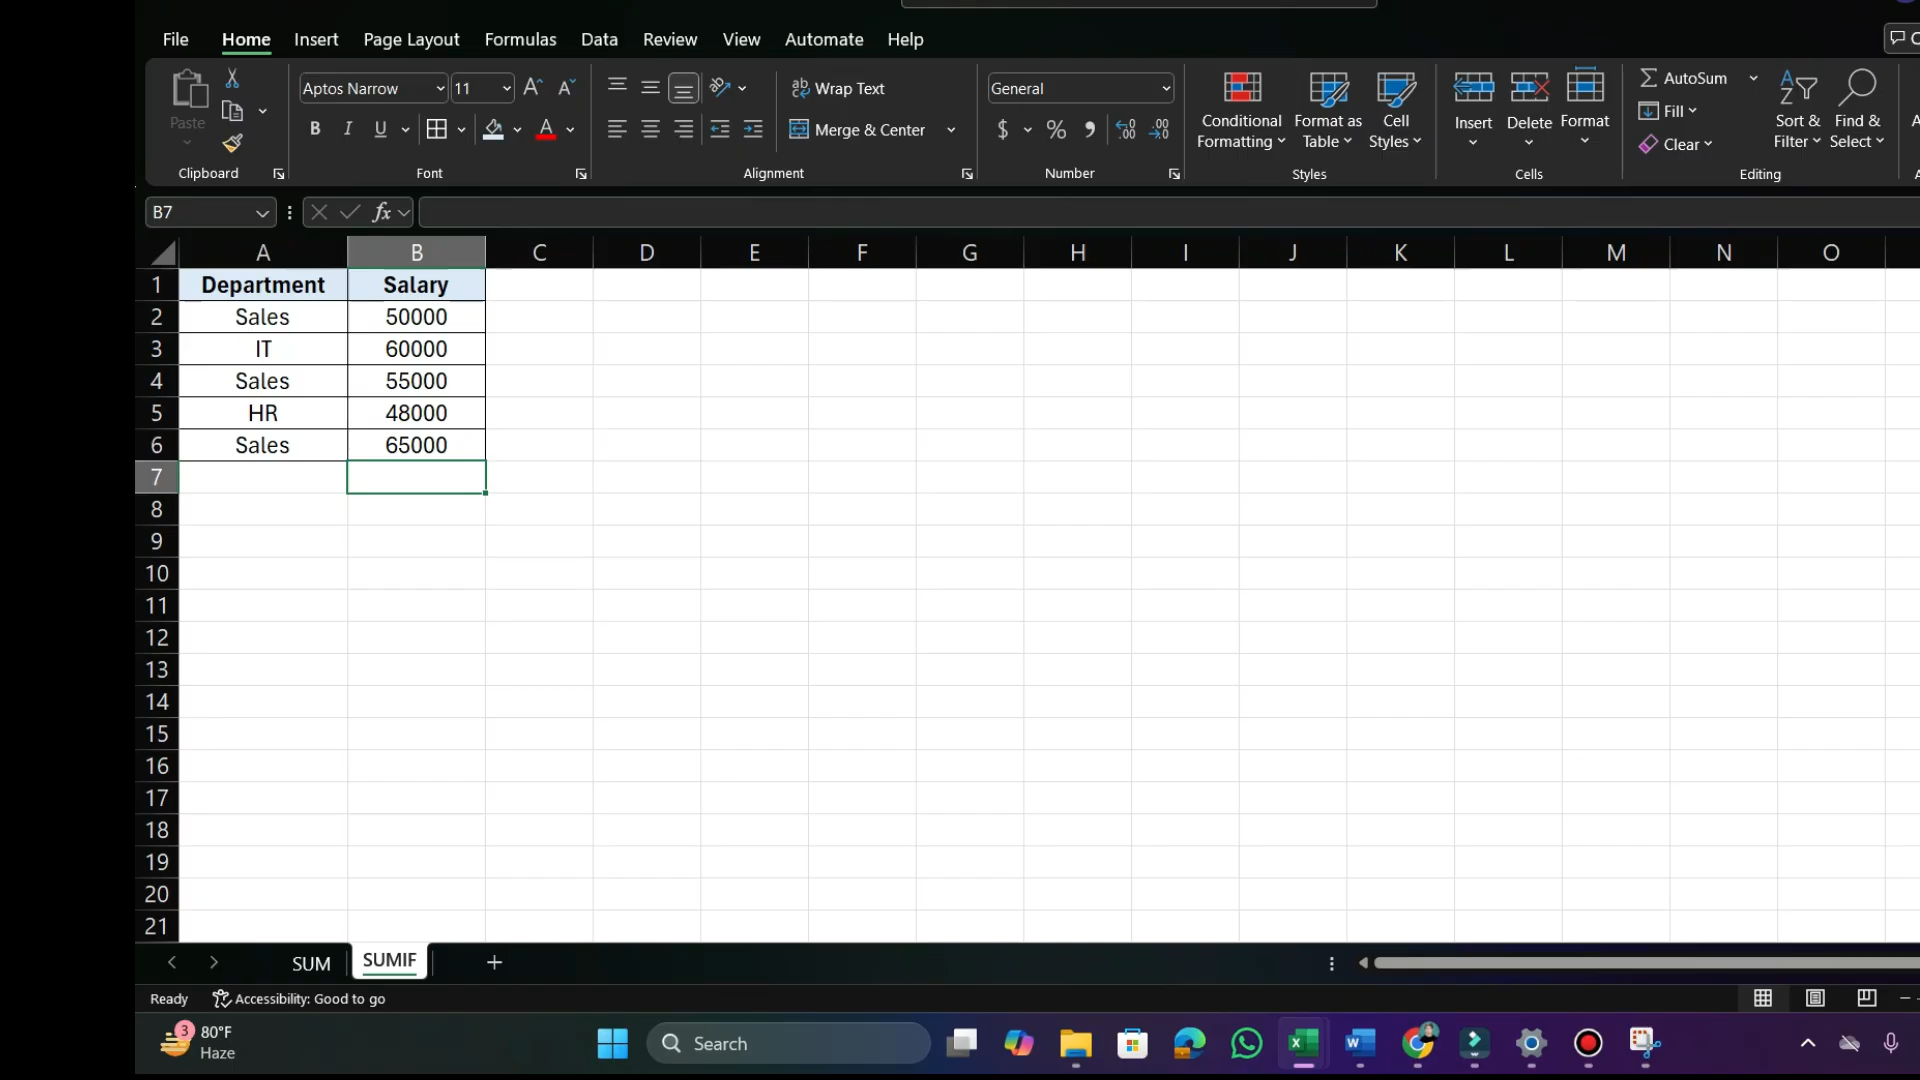 File Home Insert Page Layout Formulas Data Review View Automate Help
Paste
Clipboard
Aptos Narrow 11
B I U
Font
Wrap Text
Merge & Center
Alignment
General
$ % 
Number
Conditional Formatting
Format as Table
Cell Styles
Styles
Insert
Delete
Format
Cells
AutoSum
Fill
Clear
Sort & Filter
Find & Select
Editing
B7
fx
A B C D E F G H I J K L M N O
1 Department Salary
2 Sales 50000
3 IT 60000
4 Sales 55000
5 HR 48000
6 Sales 65000
7
8
9
10
11
12
13
14
15
16
17
18
19
20
21
SUM SUMIF
Ready Accessibility: Good to go
3 80°F
Haze
Search